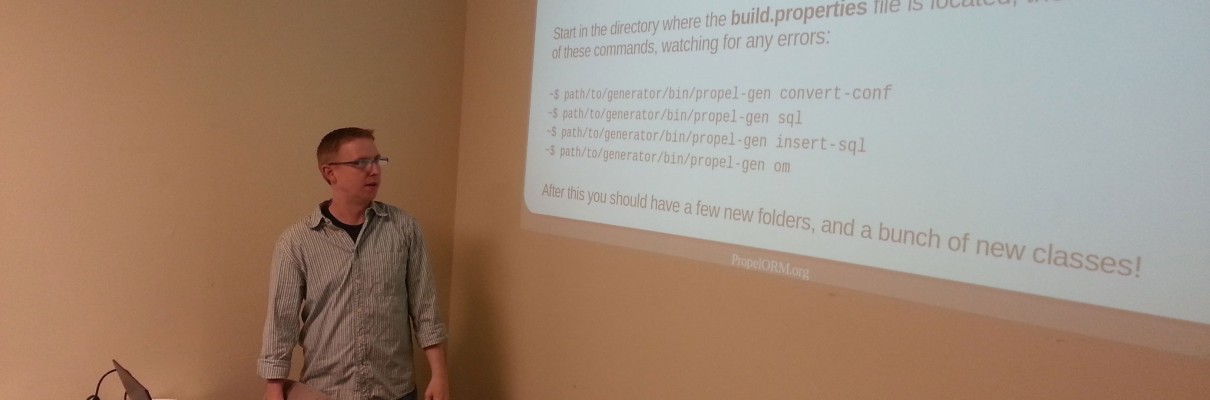 Start in the directory where the build.properties file is located,
of these commands, watching for any errors:
~$ path/to/generator/bin/propel-gen convert-conf
~$ path/to/generator/bin/propel-gen sql
~$ path/to/generator/bin/propel-gen insert-sql
~$ path/to/generator/bin/propel-gen om
After this you should have a few new folders, and a bunch of new classes!
PropelORM.org